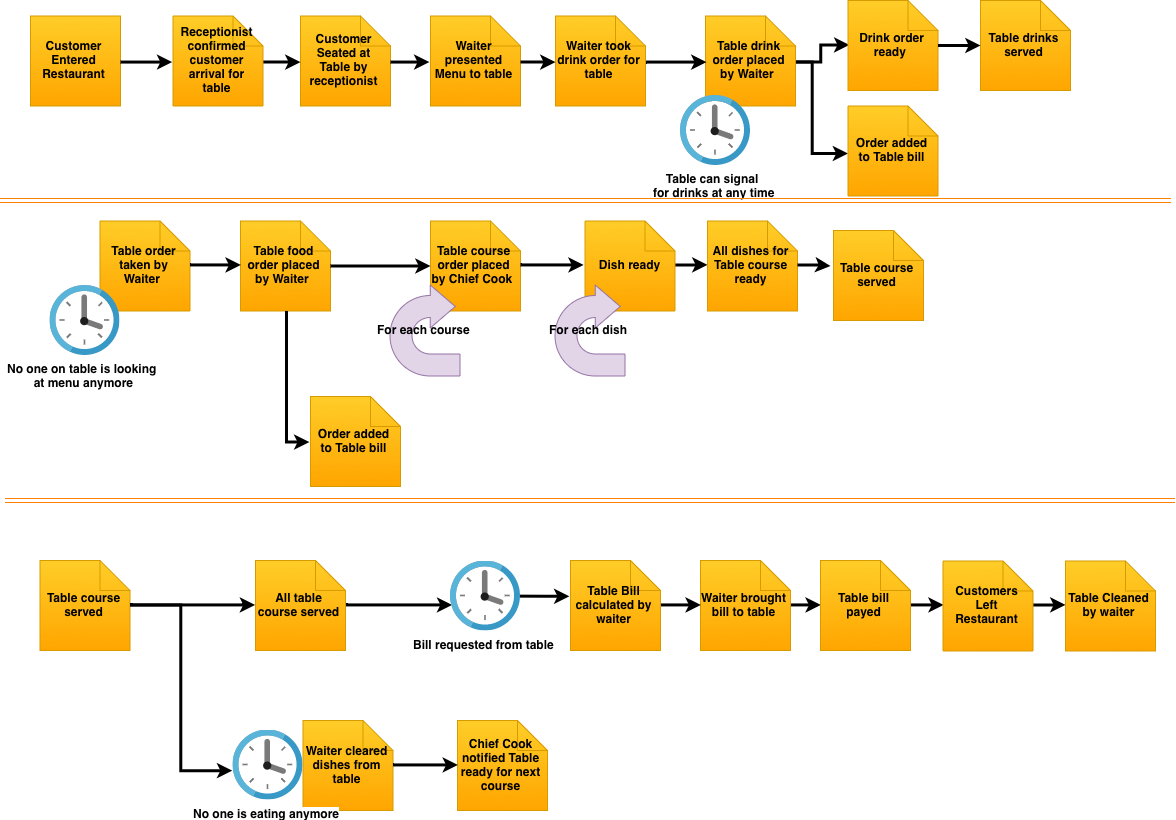 Customer
Entered
Restaurant
Receptionist
confirmed
customer
arrival for
table
Customer
Seated at
Table by
receptionist
Waiter
presented
Menu to table
Waiter took
drink order for
table
Table drink
order placed
by Waiter
Drink order
ready
Table drinks
served
Order added
to Table bill
Table can signal
for drinks at any time
Table order
taken by
Waiter
Table food
order placed
by Waiter
Table course
order placed
by Chief Cook
Dish ready
All dishes for
Table course
ready
Table course
served
No one on table is looking
at menu anymore
For each course
For each dish
Order added
to Table bill
Table course
served
All table
course served
Bill requested from table
Table Bill
calculated by
waiter
Waiter brought
bill to table
Table bill
payed
Customers
Left
Restaurant
Table Cleaned
by waiter
No one is eating anymore
Waiter cleared
dishes from
table
Chief Cook
notified Table
ready for next
course